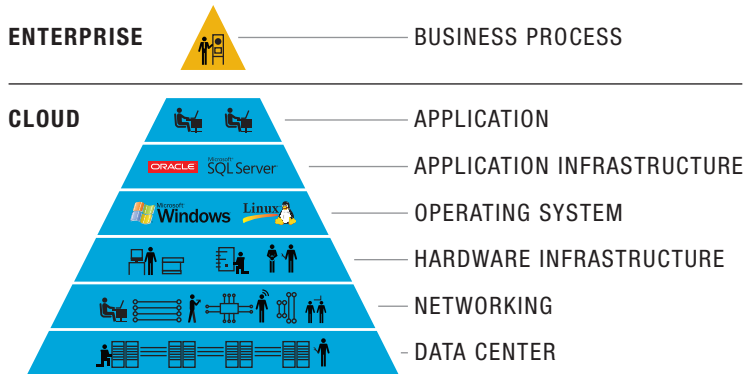 ENTERPRISE
BUSINESS PROCESS
CLOUD
APPLICATION
ORACLE
Microsoft
SQL Server
APPLICATION INFRASTRUCTURE
Microsoft
Windows
Linux
OPERATING SYSTEM
HARDWARE INFRASTRUCTURE
NETWORKING
DATA CENTER